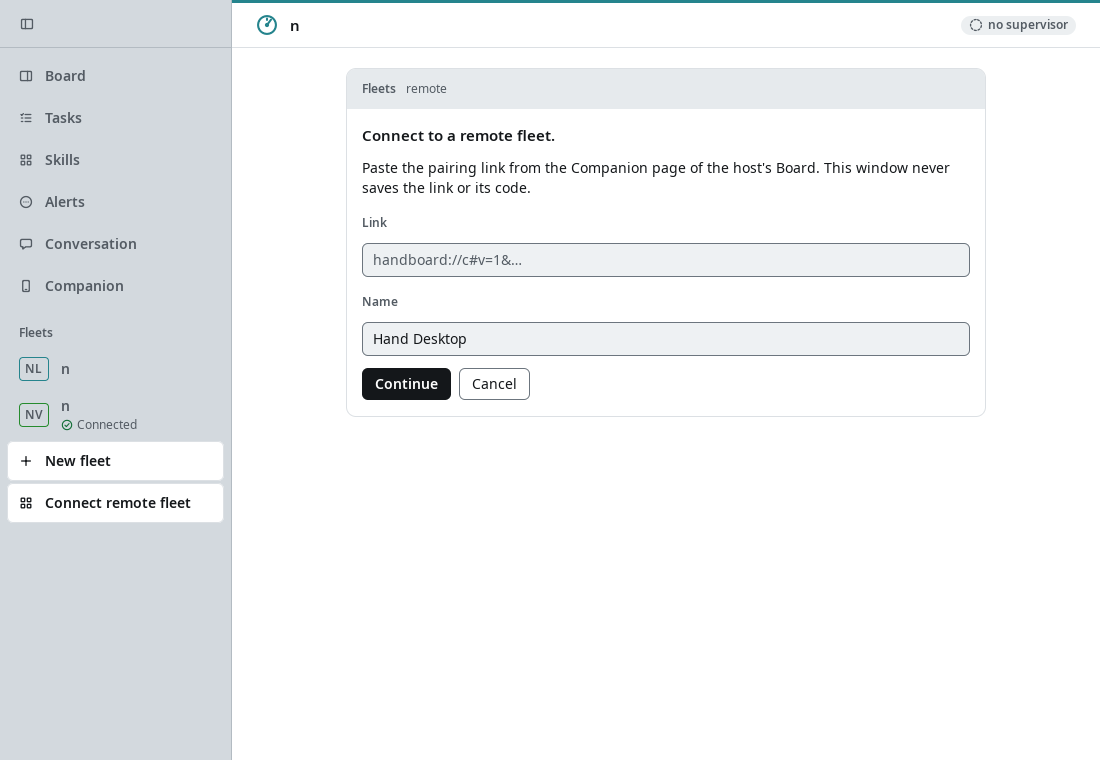 n
no supervisor
Board
Tasks
Skills
Alerts
Conversation
Companion
Fleets
NL n
NV n
Connected
New fleet
Connect remote fleet
Fleets remote
Connect to a remote fleet.
Paste the pairing link from the Companion page of the host's Board. This window never
saves the link or its code.
Link
handboard://c#v=1&...
Name
Hand Desktop
Continue Cancel